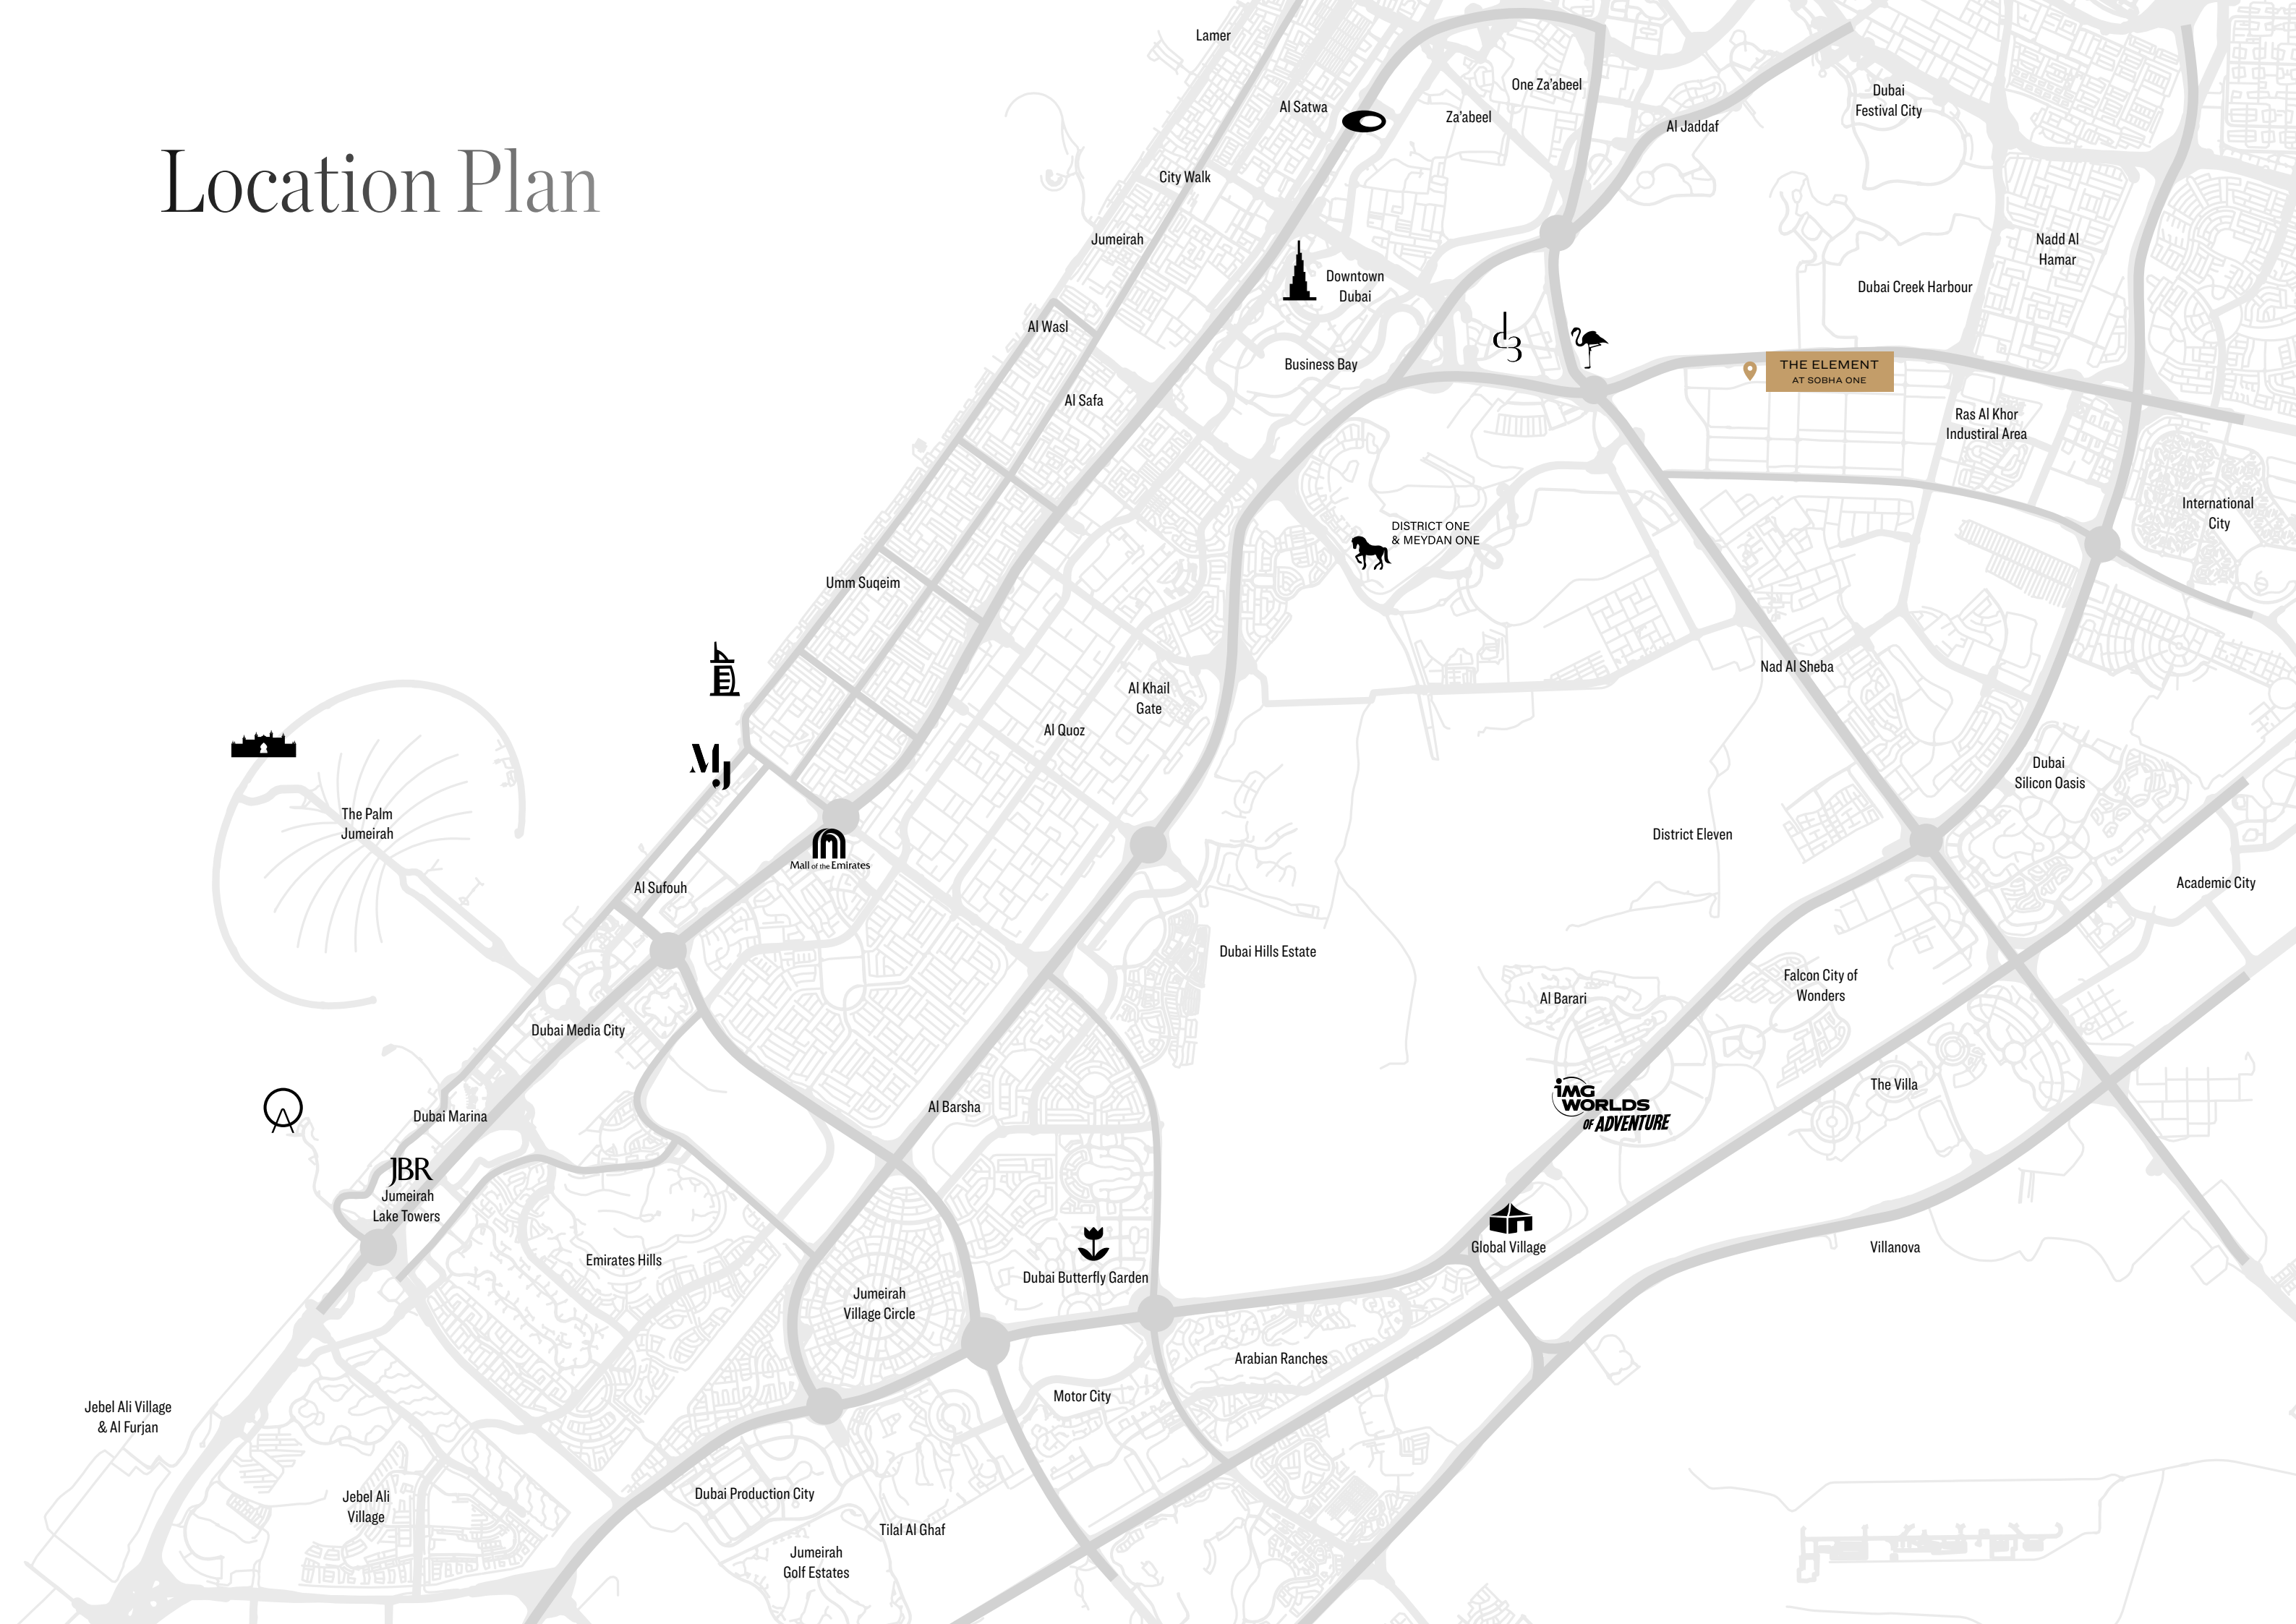 Location Plan
Lamer
One Za'abeel
Al Satwa
Za'abeel
Al Jaddaf
Dubai
Festival City
City Walk
Jumeirah
Nadd Al
Hamar
Downtown
Dubai
Dubai Creek Harbour
Al Wasl
d3
Business Bay
THE ELEMENT
AT SOBHA ONE
Al Safa
Ras Al Khor
Industiral Area
International
City
DISTRICT ONE
& MEYDAN ONE
Umm Suqeim
Nad Al Sheba
Al Khail
Gate
Al Quoz
MJ
Dubai
Silicon Oasis
The Palm
Jumeirah
District Eleven
Mall of the Emirates
Al Sufouh
Academic City
Dubai Hills Estate
Falcon City of
Wonders
Al Barari
Dubai Media City
The Villa
IMG
WORLDS
OF ADVENTURE
Al Barsha
Dubai Marina
JBR
Jumeirah
Lake Towers
Global Village
Villanova
Emirates Hills
Dubai Butterfly Garden
Jumeirah
Village Circle
Arabian Ranches
Motor City
Jebel Ali Village
& Al Furjan
Dubai Production City
Jebel Ali
Village
Tilal Al Ghaf
Jumeirah
Golf Estates